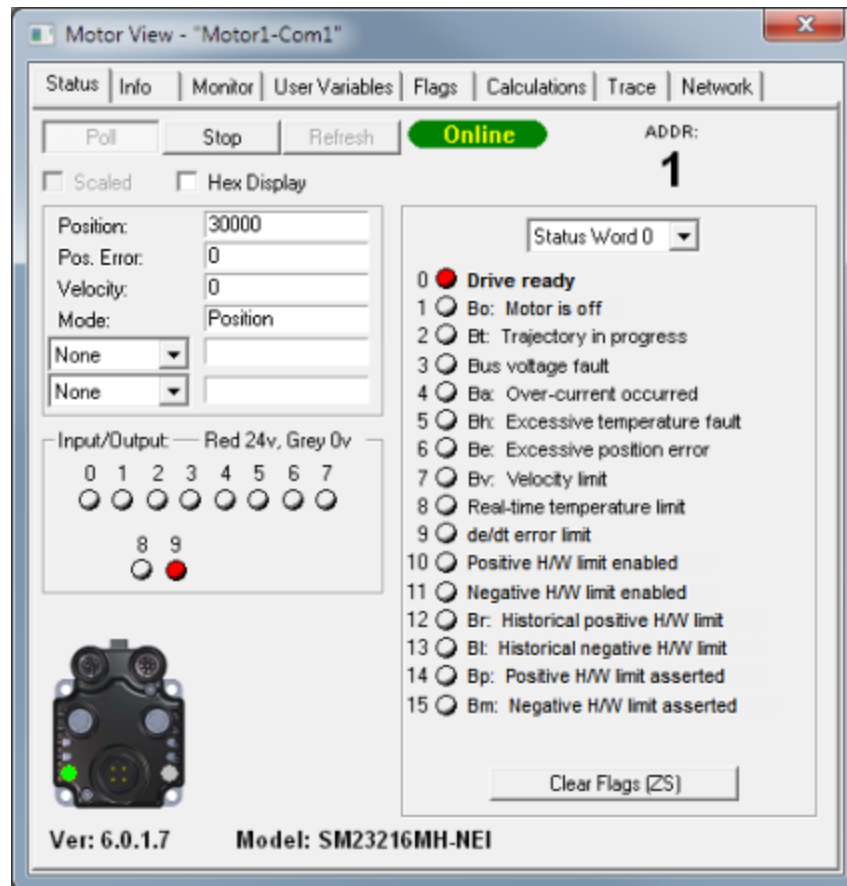 Motor View - "Motor1-Com1"
Status Info Monitor User Variables Flags Calculations Trace Network
Poll Stop Refresh Online ADDR:
1
Scaled Hex Display
Position: 30000
Pos. Error: 0
Velocity: 0
Mode: Position
None
None
Input/Output: Red 24v, Grey 0v
0 1 2 3 4 5 6 7
8 9
Status Word 0
0 Drive ready
1 Bo: Motor is off
2 Bt: Trajectory in progress
3 Bus voltage fault
4 Ba: Over-current occurred
5 Bh: Excessive temperature fault
6 Be: Excessive position error
7 Bv: Velocity limit
8 Real-time temperature limit
9 de/dt error limit
10 Positive H/W limit enabled
11 Negative H/W limit enabled
12 Br: Historical positive H/W limit
13 Bl: Historical negative H/W limit
14 Bp: Positive H/W limit asserted
15 Bm: Negative H/W limit asserted
Clear Flags (ZS)
Ver: 6.0.1.7 Model: SM23216MH-NEI